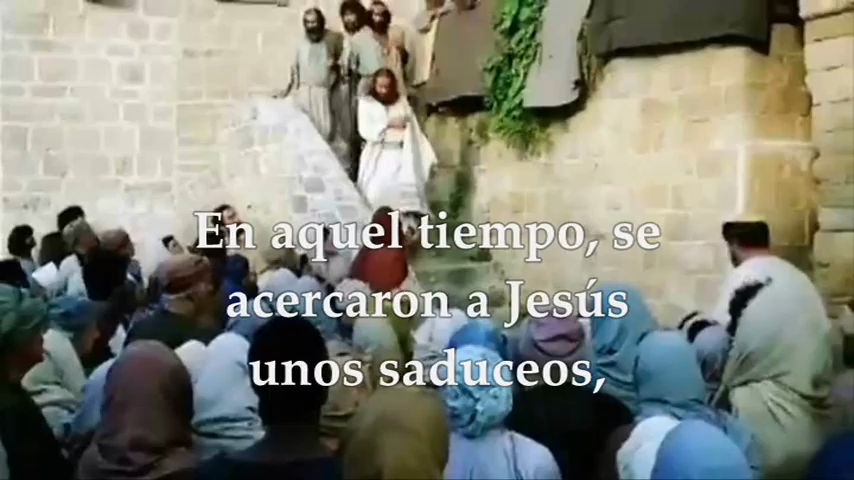 En aquel tiempo, se
acercaron a Jesús
unos saduceos,